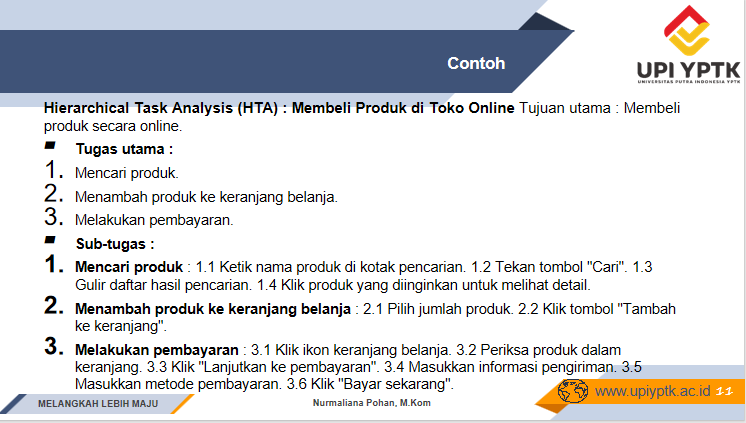 Contoh
UPI YPTK
UNIVERSITAS PUTRA INDONESIA YPTK
Hierarchical Task Analysis (HTA) : Membeli Produk di Toko Online Tujuan utama : Membeli
produk secara online.
Tugas utama :
1. Mencari produk.
2. Menambah produk ke keranjang belanja.
3. Melakukan pembayaran.
Sub-tugas :
1. Mencari produk : 1.1 Ketik nama produk di kotak pencarian. 1.2 Tekan tombol "Cari". 1.3
Gulir daftar hasil pencarian. 1.4 Klik produk yang diinginkan untuk melihat detail.
2. Menambah produk ke keranjang belanja : 2.1 Pilih jumlah produk. 2.2 Klik tombol "Tambah
ke keranjang".
3. Melakukan pembayaran : 3.1 Klik ikon keranjang belanja. 3.2 Periksa produk dalam
keranjang. 3.3 Klik "Lanjutkan ke pembayaran". 3.4 Masukkan informasi pengiriman. 3.5
Masukkan metode pembayaran. 3.6 Klik "Bayar sekarang".
MELANGKAH LEBIH MAJU
Nurmaliana Pohan, M.Kom
www.upiyptk.ac.id 11